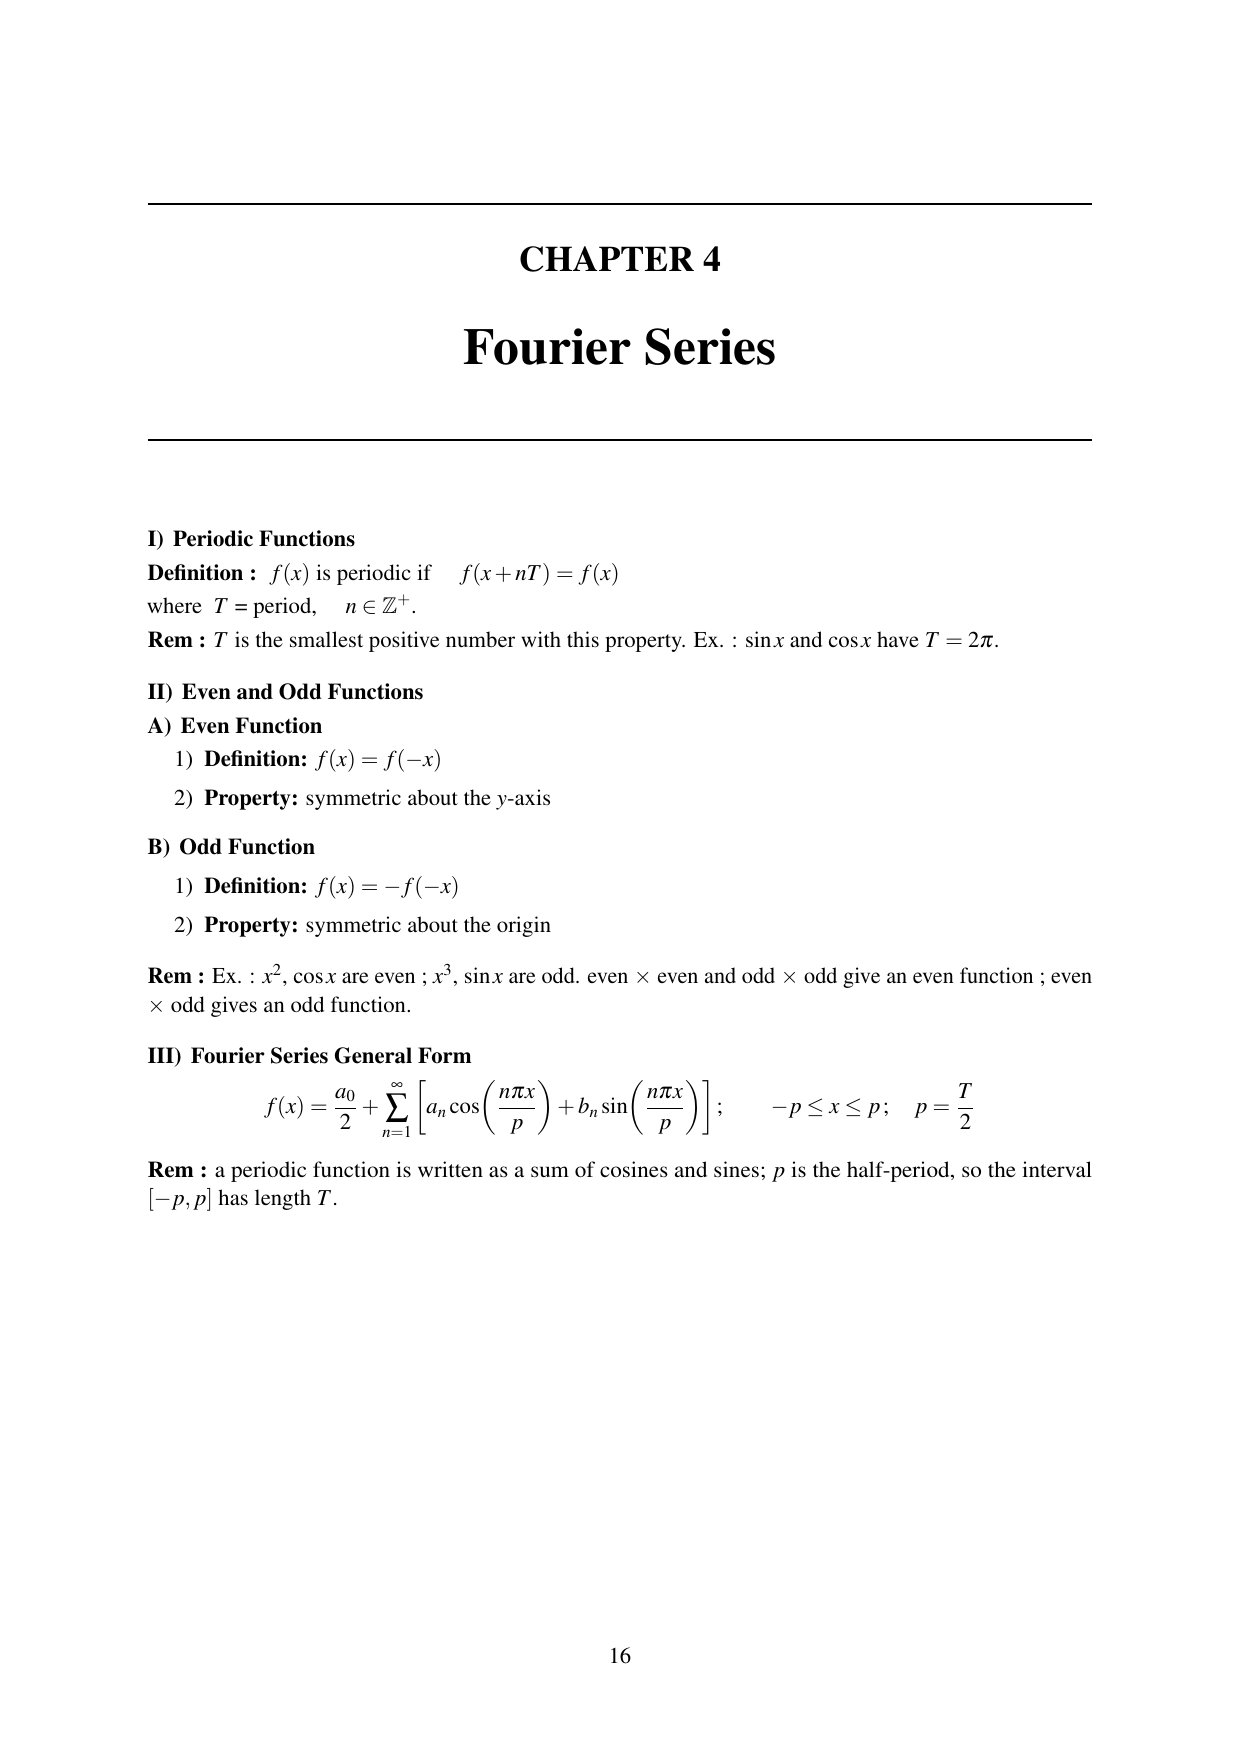 CHAPTER 4
Fourier Series
I) Periodic Functions
Definition : f(x) is periodic if f(x + nT) = f(x)
where T = period, n ∈ ℤ⁺.
Rem : T is the smallest positive number with this property. Ex. : sin x and cos x have T = 2π.
II) Even and Odd Functions
A) Even Function
1) Definition: f(x) = f(−x)
2) Property: symmetric about the y-axis
B) Odd Function
1) Definition: f(x) = −f(−x)
2) Property: symmetric about the origin
Rem : Ex. : x², cos x are even ; x³, sin x are odd. even × even and odd × odd give an even function ; even
× odd gives an odd function.
III) Fourier Series General Form
f(x) = a₀/2 + ∑_{n=1}^{∞} [aₙ cos(nπx/p) + bₙ sin(nπx/p)] ; −p ≤ x ≤ p ; p = T/2
Rem : a periodic function is written as a sum of cosines and sines; p is the half-period, so the interval
[−p, p] has length T.
16